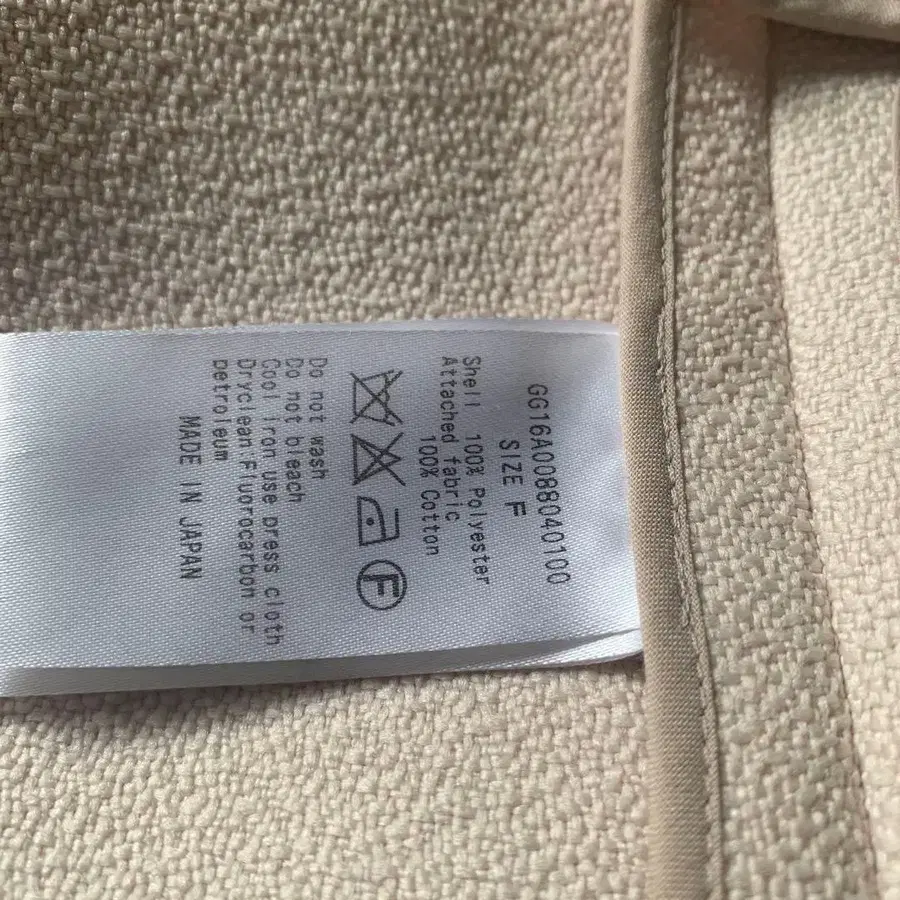 GG16A0088040100
SIZE F
Shell 100% Polyester
Attached fabric
100% Cotton
F
Do not wash
Do not bleach
Cool iron use press cloth
Dryclean:Fluorocarbon or
petroleum
MADE IN JAPAN